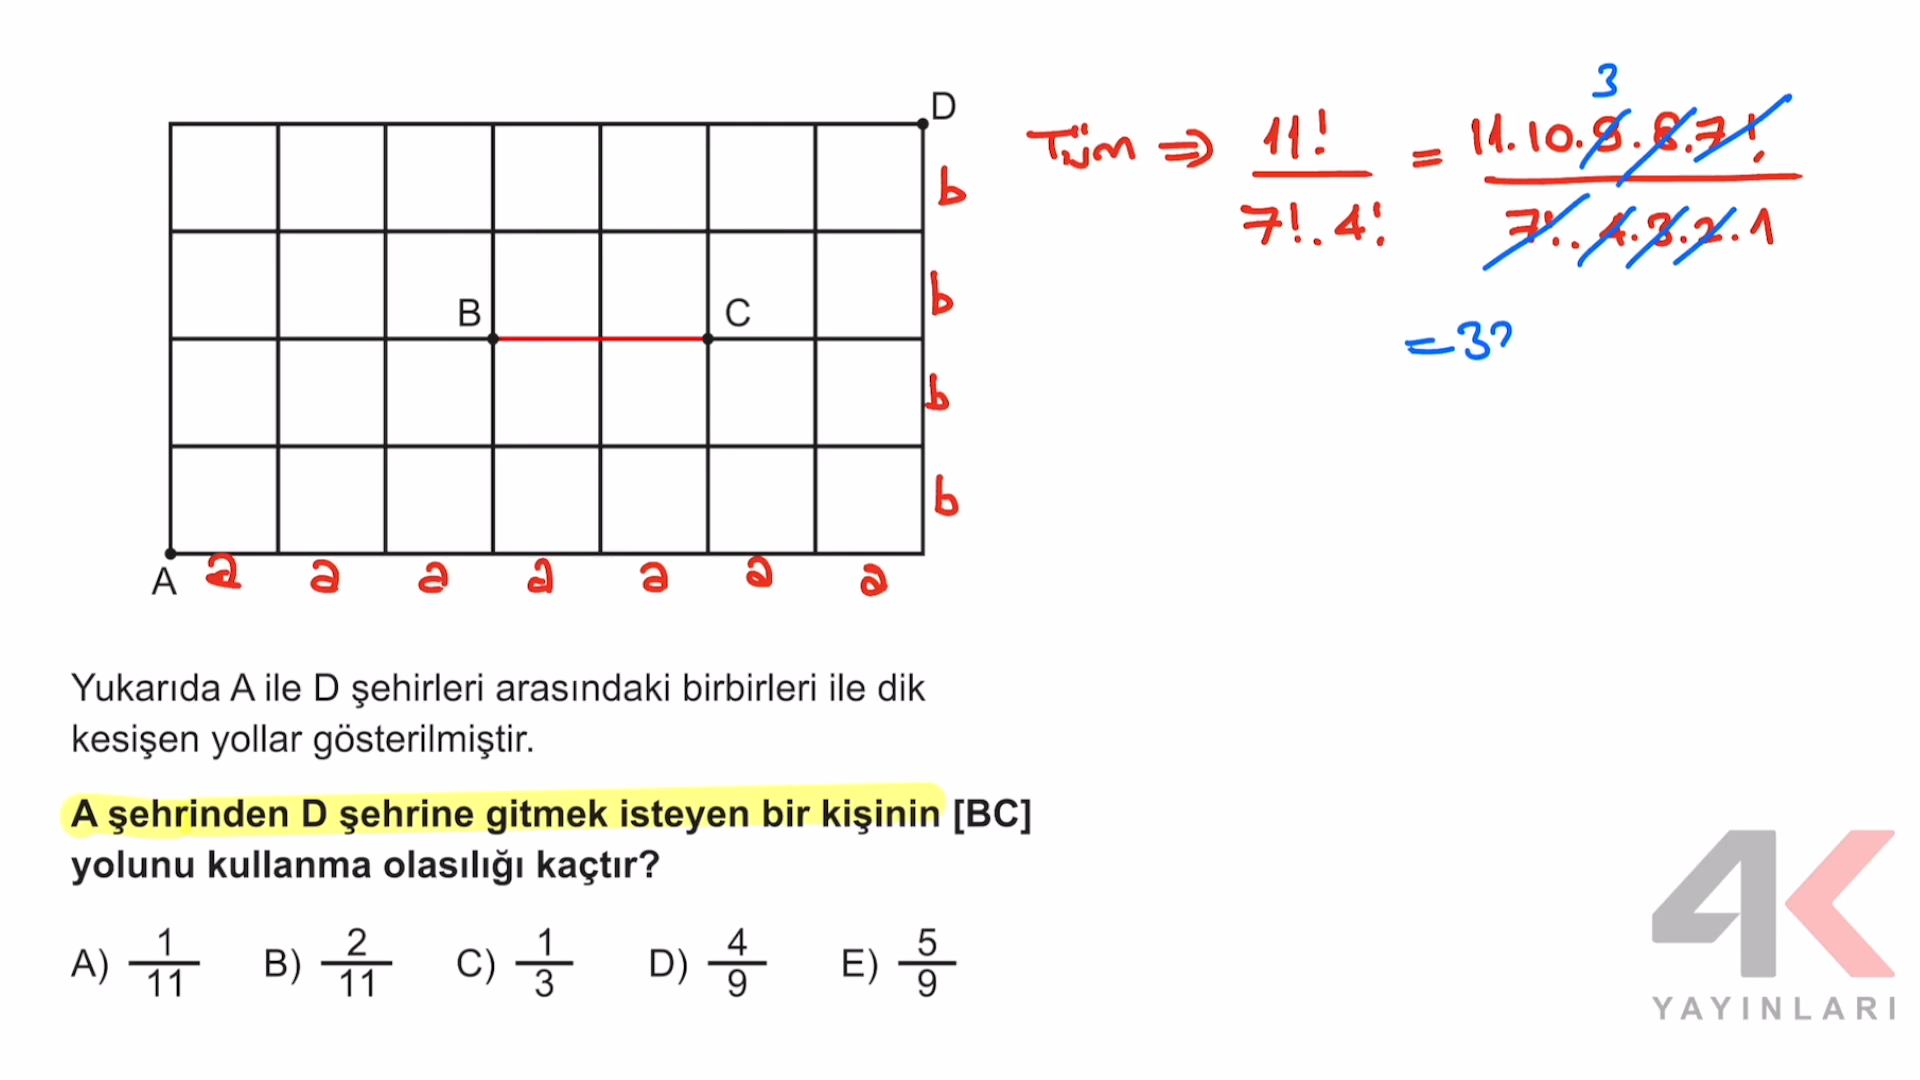 D
B
C
A
b
b
b
b
a a a a a a a
Tüm ⇒ 11! / 7!.4! = 11.10.9.8.7! / 7!.4.3.2.1
3
=3
Yukarıda A ile D şehirleri arasındaki birbirleri ile dik
kesişen yollar gösterilmiştir.
A şehrinden D şehrine gitmek isteyen bir kişinin [BC]
yolunu kullanma olasılığı kaçtır?
A) 1/11 B) 2/11 C) 1/3 D) 4/9 E) 5/9
4K
YAYINLARI